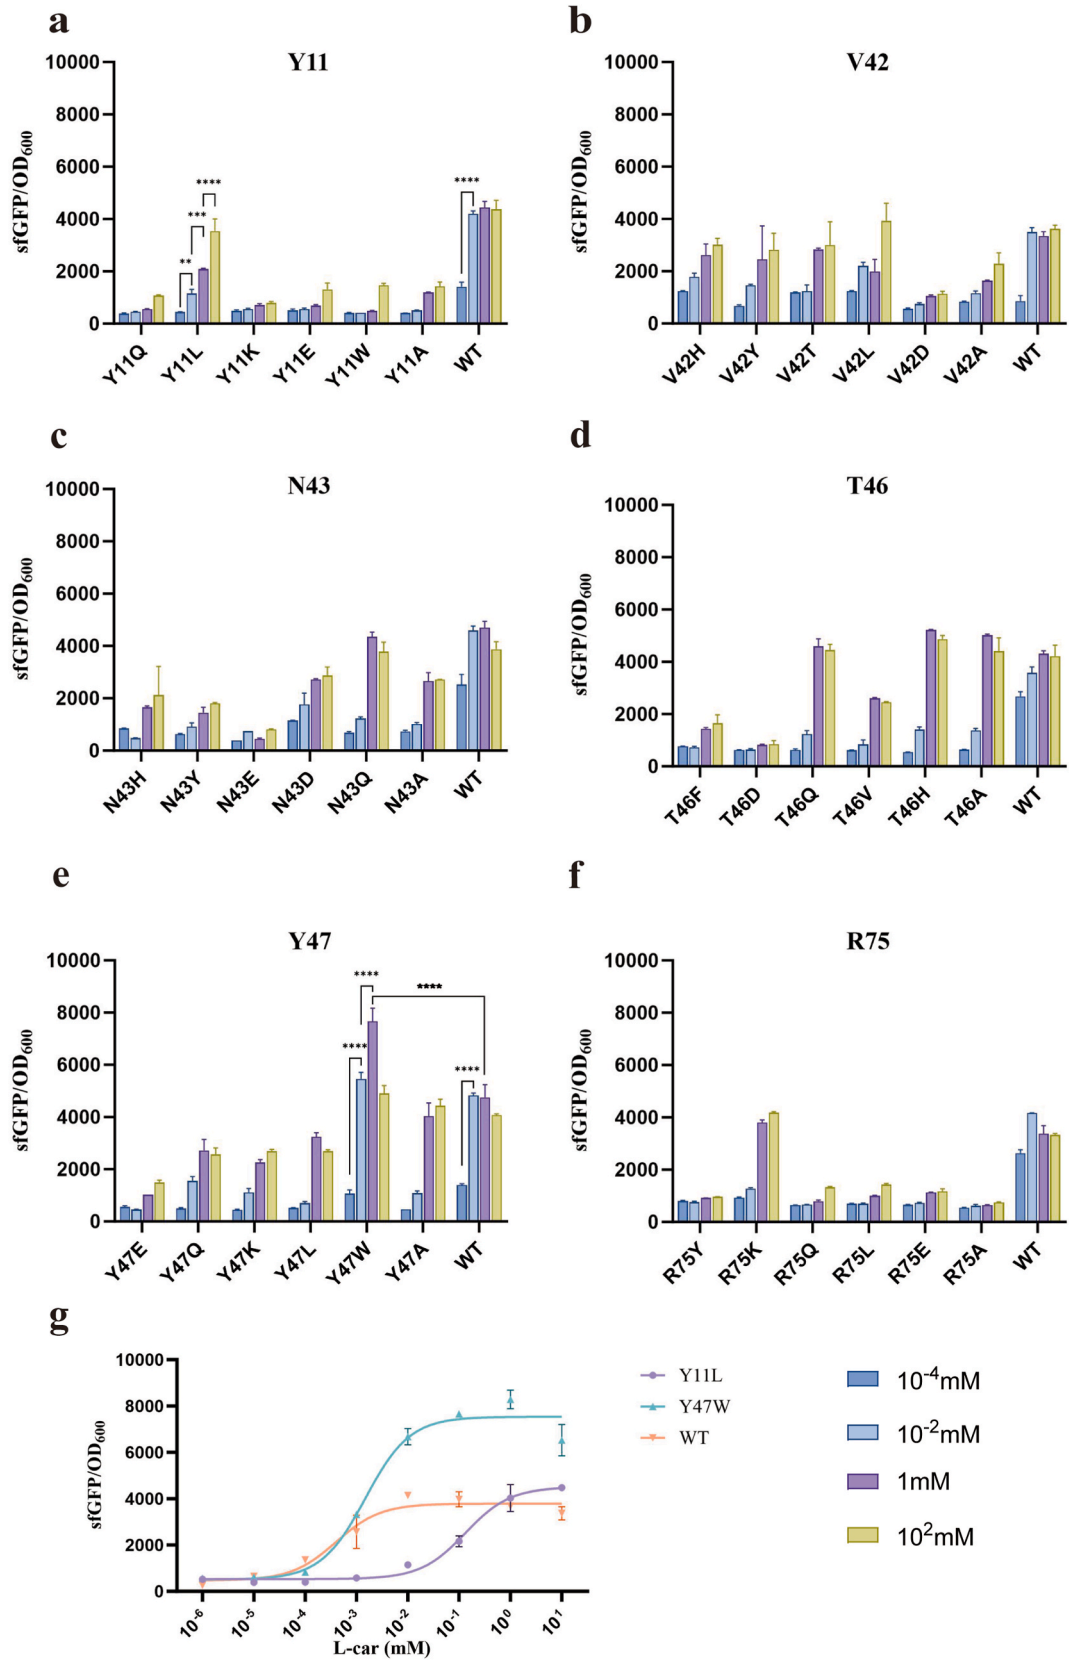 a
Y11
sfGFP/OD600
10000
8000
6000
4000
2000
0
**
***
****
****
Y11Q
Y11L
Y11K
Y11E
Y11W
Y11A
WT
b
V42
sfGFP/OD600
10000
8000
6000
4000
2000
0
V42H
V42Y
V42T
V42L
V42D
V42A
WT
c
N43
sfGFP/OD600
10000
8000
6000
4000
2000
0
N43H
N43Y
N43E
N43D
N43Q
N43A
WT
d
T46
sfGFP/OD600
10000
8000
6000
4000
2000
0
T46F
T46D
T46Q
T46V
T46H
T46A
WT
e
Y47
sfGFP/OD600
10000
8000
6000
4000
2000
0
****
****
****
****
Y47E
Y47Q
Y47K
Y47L
Y47W
Y47A
WT
f
R75
sfGFP/OD600
10000
8000
6000
4000
2000
0
R75Y
R75K
R75Q
R75L
R75E
R75A
WT
g
sfGFP/OD600
10000
8000
6000
4000
2000
0
10-6
10-5
10-4
10-3
10-2
10-1
100
101
L-car (mM)
Y11L
Y47W
WT
10-4mM
10-2mM
1mM
102mM